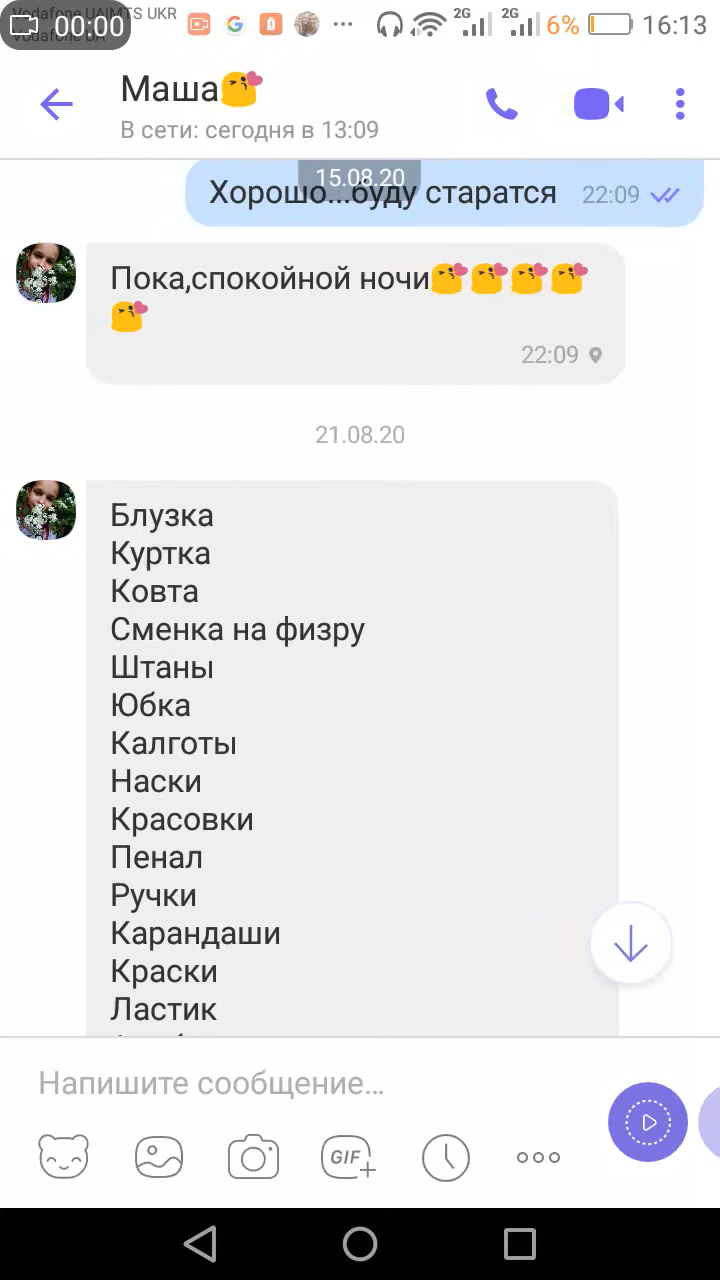 Vodafone UA|MTS UKR
Vodafone UA
00:00
2G 2G 6% 16:13
Маша
В сети: сегодня в 13:09
15.08.20
Хорошо...буду старатся 22:09
Пока,спокойной ночи
22:09
21.08.20
Блузка
Куртка
Ковта
Сменка на физру
Штаны
Юбка
Калготы
Наски
Красовки
Пенал
Ручки
Карандаши
Краски
Ластик
Напишите сообщение...
GIF